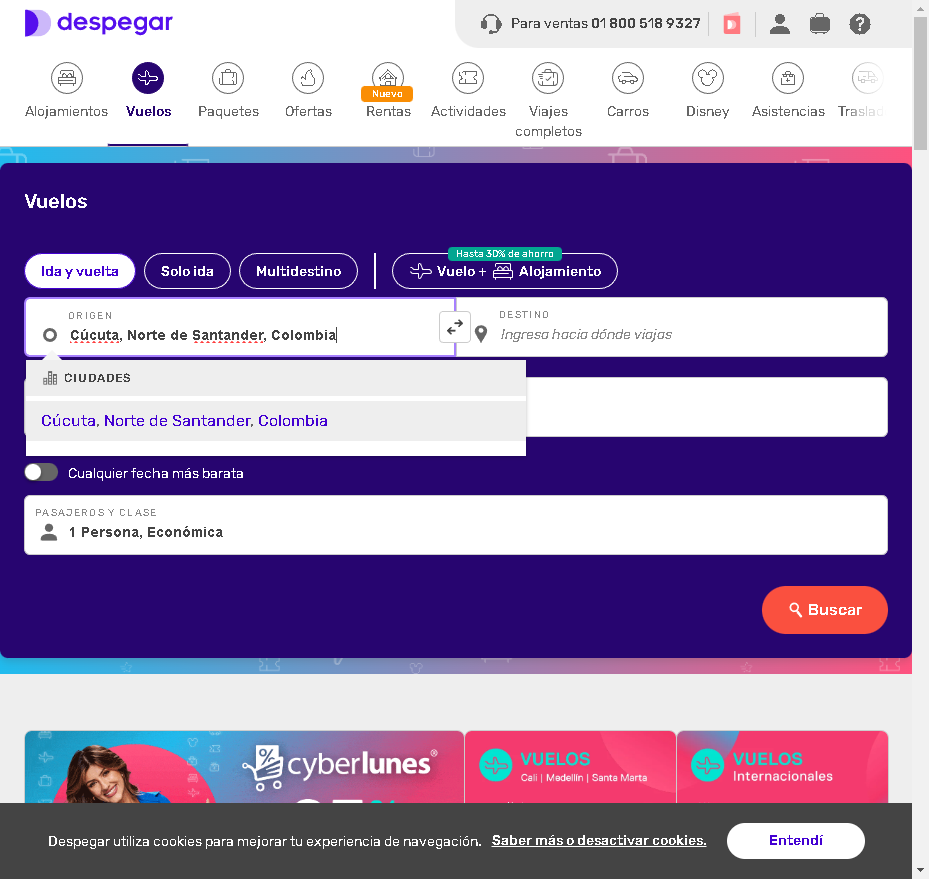 despegar
Para ventas 01 800 518 9327
Alojamientos
Vuelos
Paquetes
Ofertas
Nuevo
Rentas
Actividades
Viajes
completos
Carros
Disney
Asistencias
Traslad
Vuelos
Hasta 30% de ahorro
Ida y vuelta
Solo ida
Multidestino
Vuelo + Alojamiento
ORIGEN
Cúcuta, Norte de Santander, Colombia
DESTINO
Ingresa hacia dónde viajas
CIUDADES
Cúcuta, Norte de Santander, Colombia
Cualquier fecha más barata
PASAJEROS Y CLASE
1 Persona, Económica
Buscar
cyberlunes®
VUELOS
Cali | Medellín | Santa Marta
VUELOS
Internacionales
Despegar utiliza cookies para mejorar tu experiencia de navegación. Saber más o desactivar cookies.
Entendí